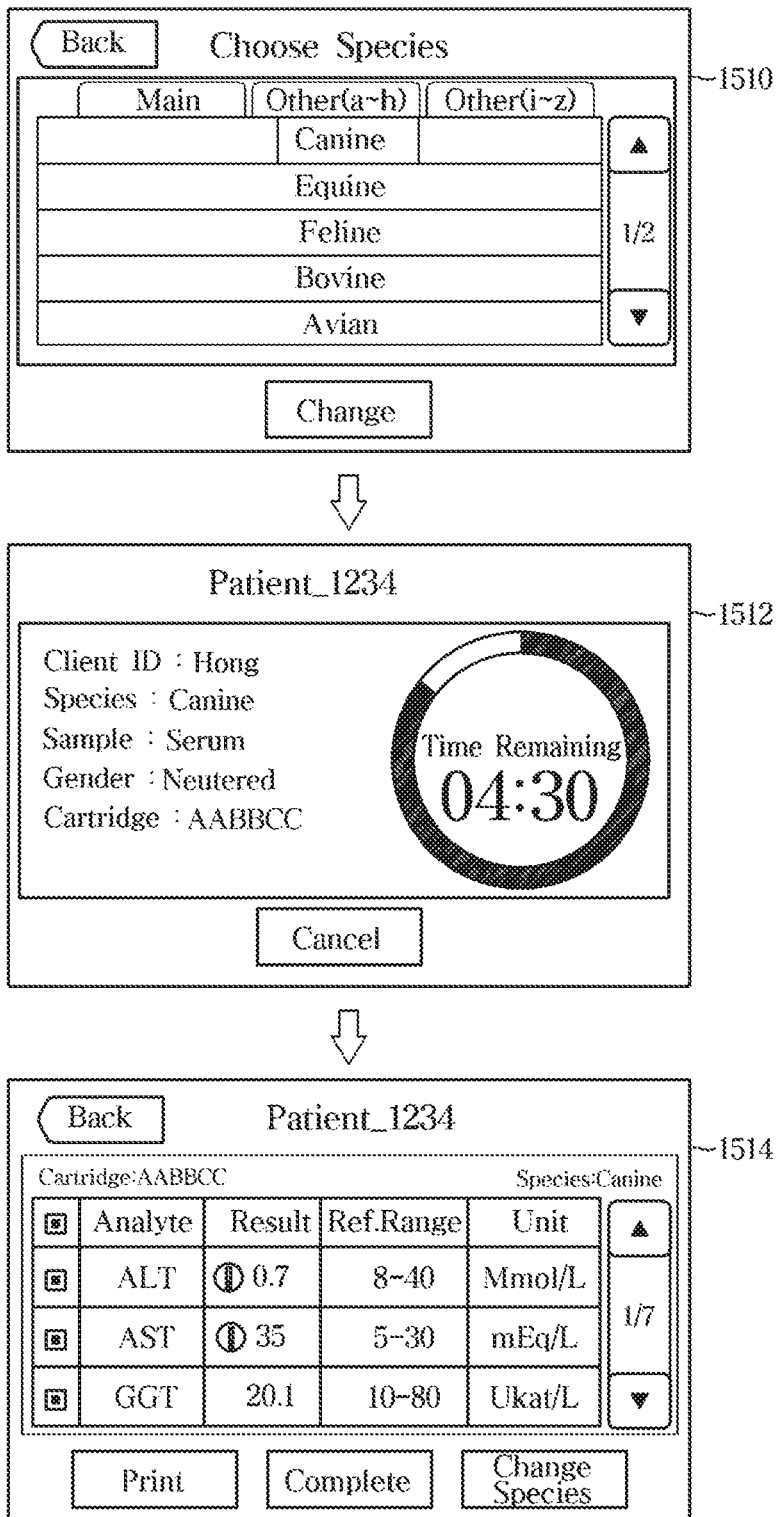 Back Choose Species
1510
Main Other(a~h) Other(i~z)
Canine ▲
Equine
Feline 1/2
Bovine
Avian ▼
Change
Patient_1234
1512
Client ID : Hong
Species : Canine
Sample : Serum
Gender : Neutered
Cartridge : AABBCC
Time Remaining
04:30
Cancel
Back Patient_1234
1514
Cartridge:AABBCC Species:Canine
Analyte Result Ref.Range Unit ▲
ALT 0.7 8~40 Mmol/L
AST 35 5-30 mEq/L 1/7
GGT 20.1 10~80 Ukat/L ▼
Print Complete Change Species